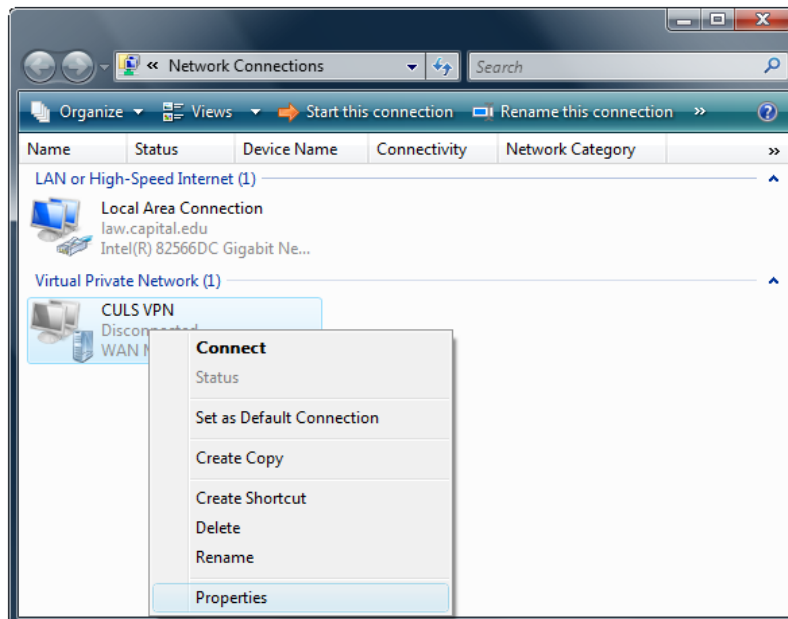 « Network Connections
Search
Organize Views Start this connection Rename this connection »
Name Status Device Name Connectivity Network Category »
LAN or High-Speed Internet (1)
Local Area Connection
law.capital.edu
Intel(R) 82566DC Gigabit Ne...
Virtual Private Network (1)
CULS VPN
Disconnected
WAN
Connect
Status
Set as Default Connection
Create Copy
Create Shortcut
Delete
Rename
Properties